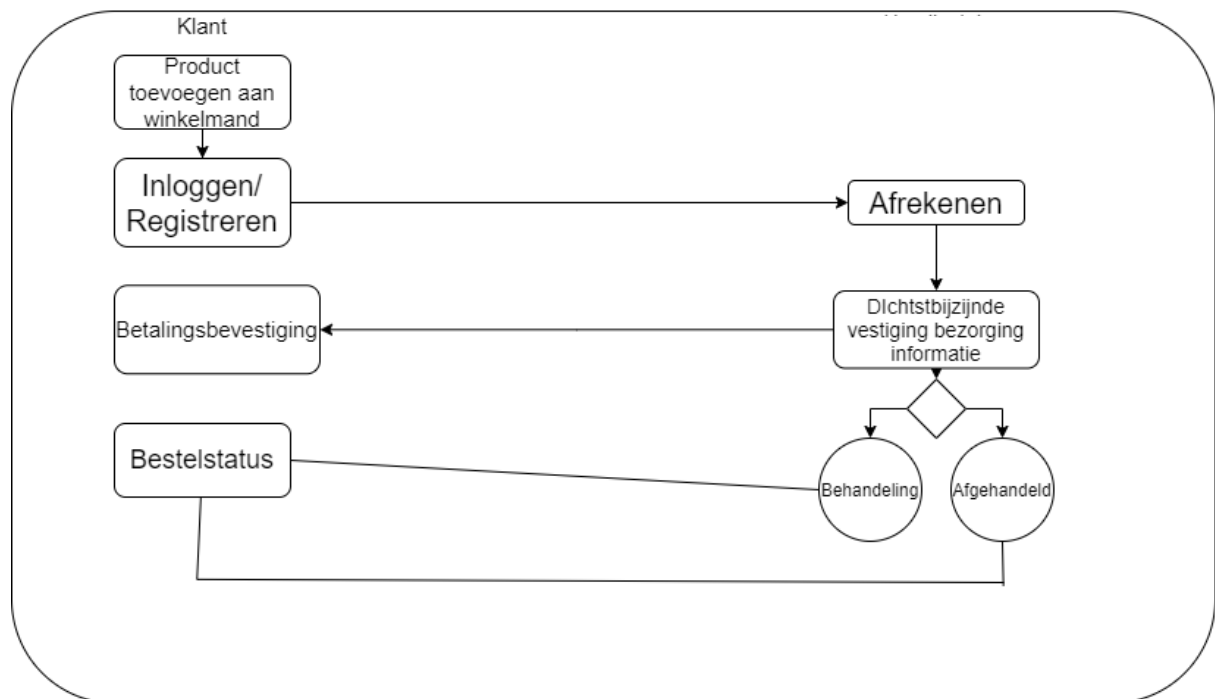 Klant
Product
toevoegen aan
winkelmand
Inloggen/
Registreren
Afrekenen
Betalingsbevestiging
DIchtstbijzijnde
vestiging bezorging
informatie
Bestelstatus
Behandeling
Afgehandeld